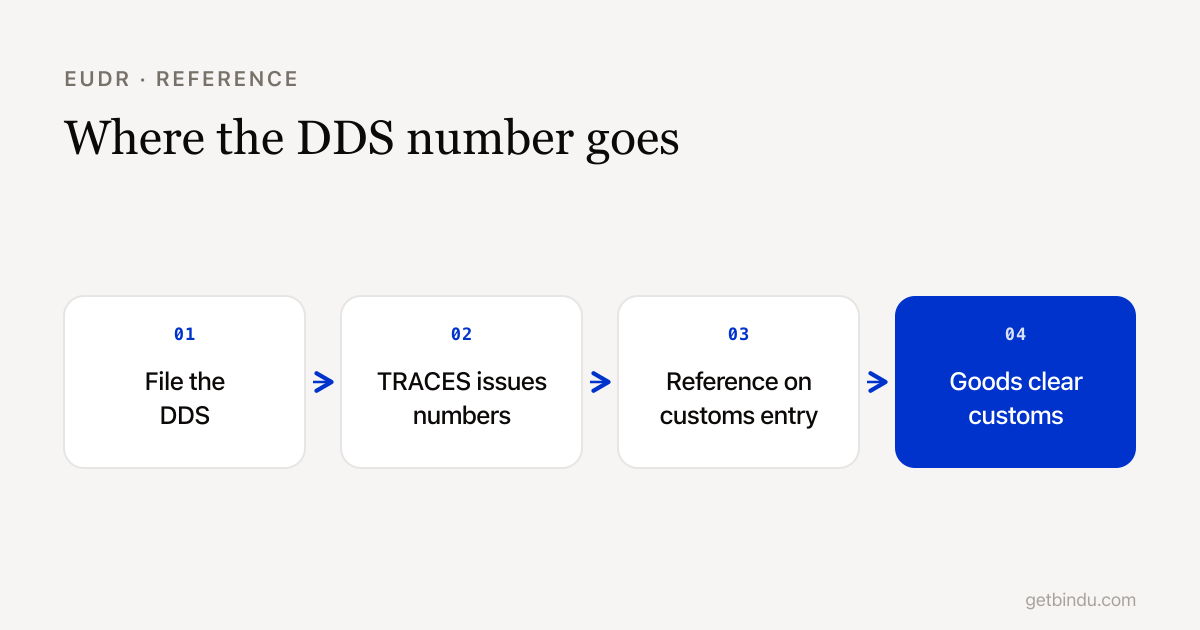 EUDR · REFERENCE
Where the DDS number goes
01
File the
DDS
02
TRACES issues
numbers
03
Reference on
customs entry
04
Goods clear
customs
getbindu.com